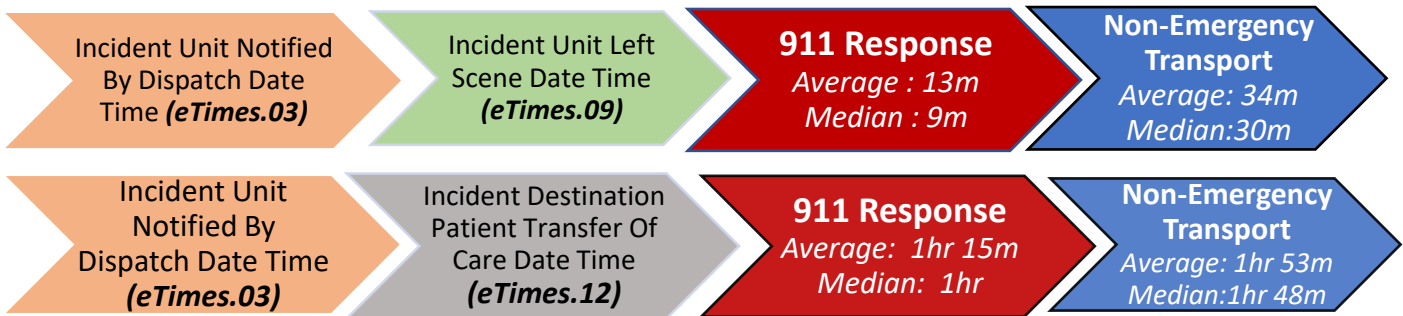 Incident Unit Notified
By Dispatch Date
Time (eTimes.03)
Incident Unit Left
Scene Date Time
(eTimes.09)
911 Response
Average : 13m
Median : 9m
Non-Emergency
Transport
Average: 34m
Median:30m
Incident Unit
Notified By
Dispatch Date Time
(eTimes.03)
Incident Destination
Patient Transfer Of
Care Date Time
(eTimes.12)
911 Response
Average: 1hr 15m
Median: 1hr
Non-Emergency
Transport
Average: 1hr 53m
Median:1hr 48m